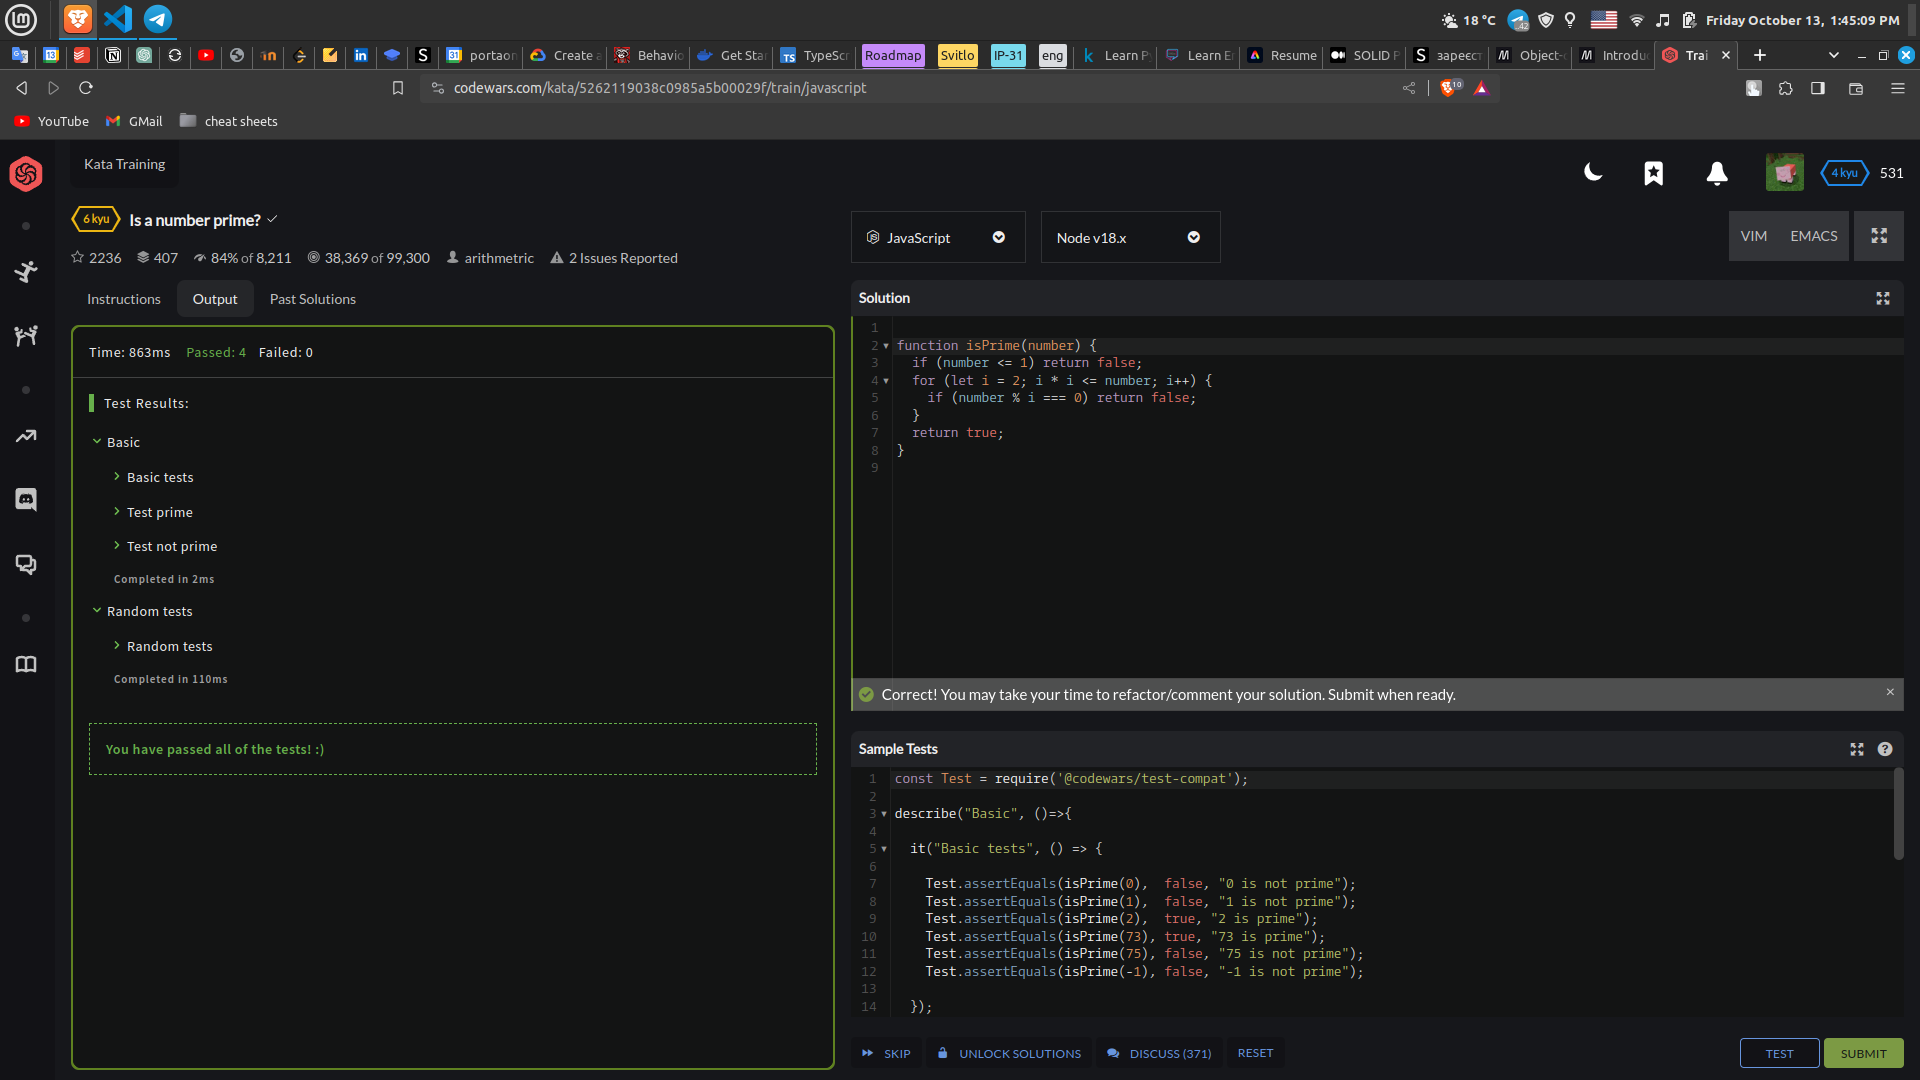 18 °C
42
Friday October 13, 1:45:09 PM
portaon
Create a
Behavio
Get Star
TypeScr
Roadmap
Svitlo
IP-31
eng
Learn Py
Learn En
Resume
SOLID P
зареєст
Object-
Introduc
Trai
codewars.com/kata/5262119038c0985a5b00029f/train/javascript
10
YouTube
GMail
cheat sheets
Kata Training
4 kyu
531
6 kyu
Is a number prime?
2236
407
84% of 8,211
38,369 of 99,300
arithmetric
2 Issues Reported
Instructions
Output
Past Solutions
Time: 863ms Passed: 4 Failed: 0
Test Results:
Basic
Basic tests
Test prime
Test not prime
Completed in 2ms
Random tests
Random tests
Completed in 110ms
You have passed all of the tests! :)
JavaScript
Node v18.x
VIM
EMACS
Solution
1
2 function isPrime(number) {
3 if (number <= 1) return false;
4 for (let i = 2; i * i <= number; i++) {
5 if (number % i === 0) return false;
6 }
7 return true;
8 }
9
Correct! You may take your time to refactor/comment your solution. Submit when ready.
Sample Tests
1 const Test = require('@codewars/test-compat');
2
3 describe("Basic", ()=>{
4
5 it("Basic tests", () => {
6
7 Test.assertEquals(isPrime(0), false, "0 is not prime");
8 Test.assertEquals(isPrime(1), false, "1 is not prime");
9 Test.assertEquals(isPrime(2), true, "2 is prime");
10 Test.assertEquals(isPrime(73), true, "73 is prime");
11 Test.assertEquals(isPrime(75), false, "75 is not prime");
12 Test.assertEquals(isPrime(-1), false, "-1 is not prime");
13
14 });
SKIP
UNLOCK SOLUTIONS
DISCUSS (371)
RESET
TEST
SUBMIT